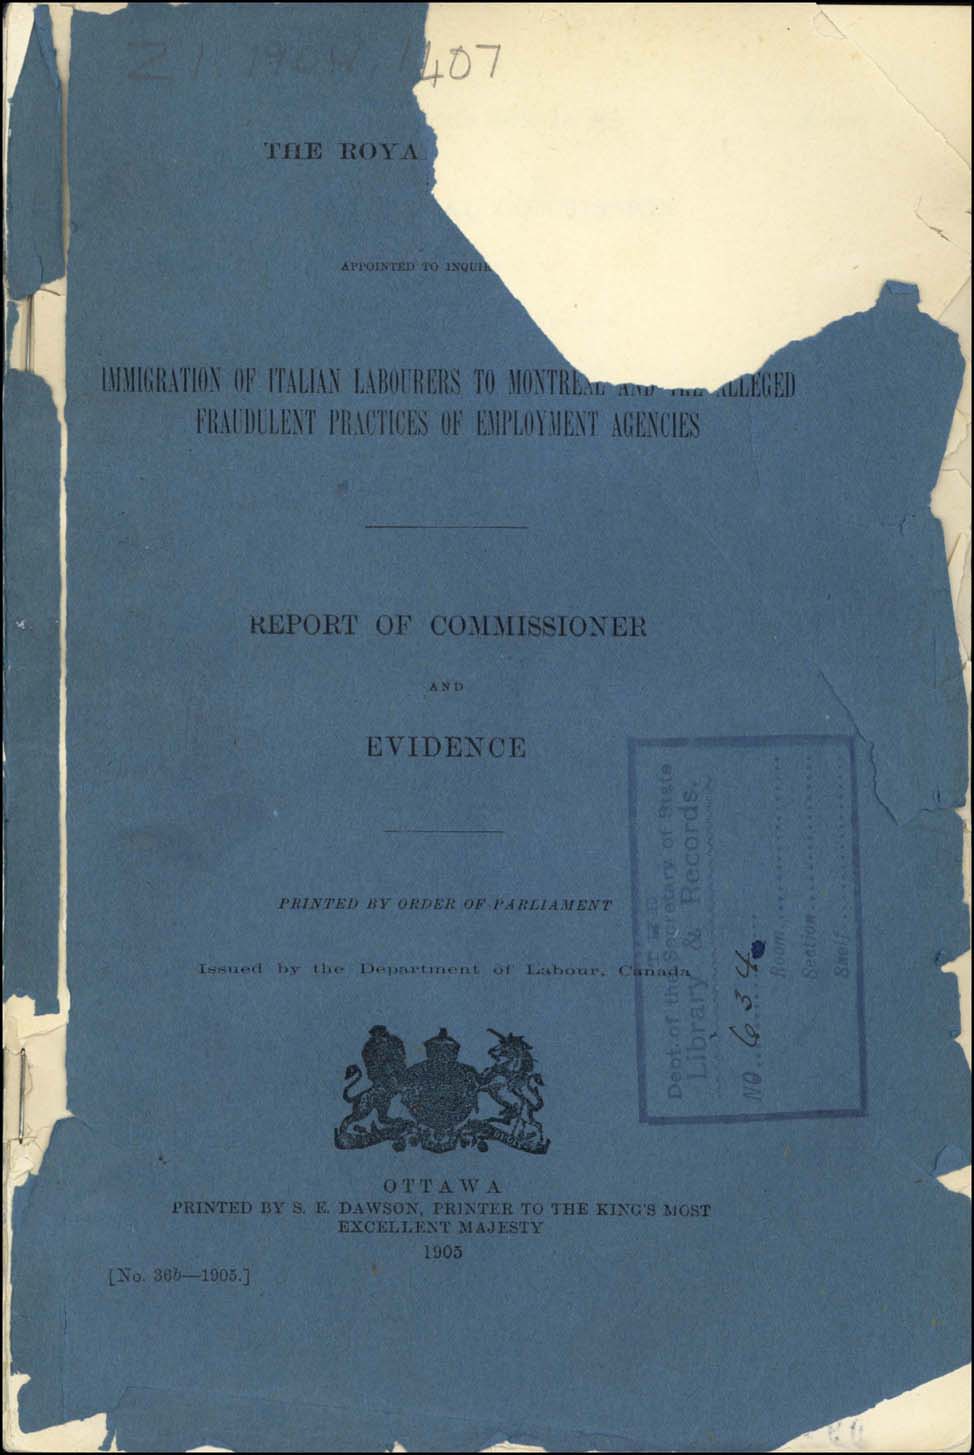 Z1. 1904 1407
THE ROYA
APPOINTED TO INQUIR
IMMIGRATION OF ITALIAN LABOURERS TO MONTREAL AND THE ALLEGED
FRAUDULENT PRACTICES OF EMPLOYMENT AGENCIES
REPORT OF COMMISSIONER
AND
EVIDENCE
PRINTED BY ORDER OF PARLIAMENT
Issued by the Department of Labour, Canada
Dept. of the Secretary of State
Library & Records.
NO. 634
Room
Section
Shelf
OTTAWA
PRINTED BY S. E. DAWSON, PRINTER TO THE KING'S MOST
EXCELLENT MAJESTY
1905
[No. 36b—1905.]